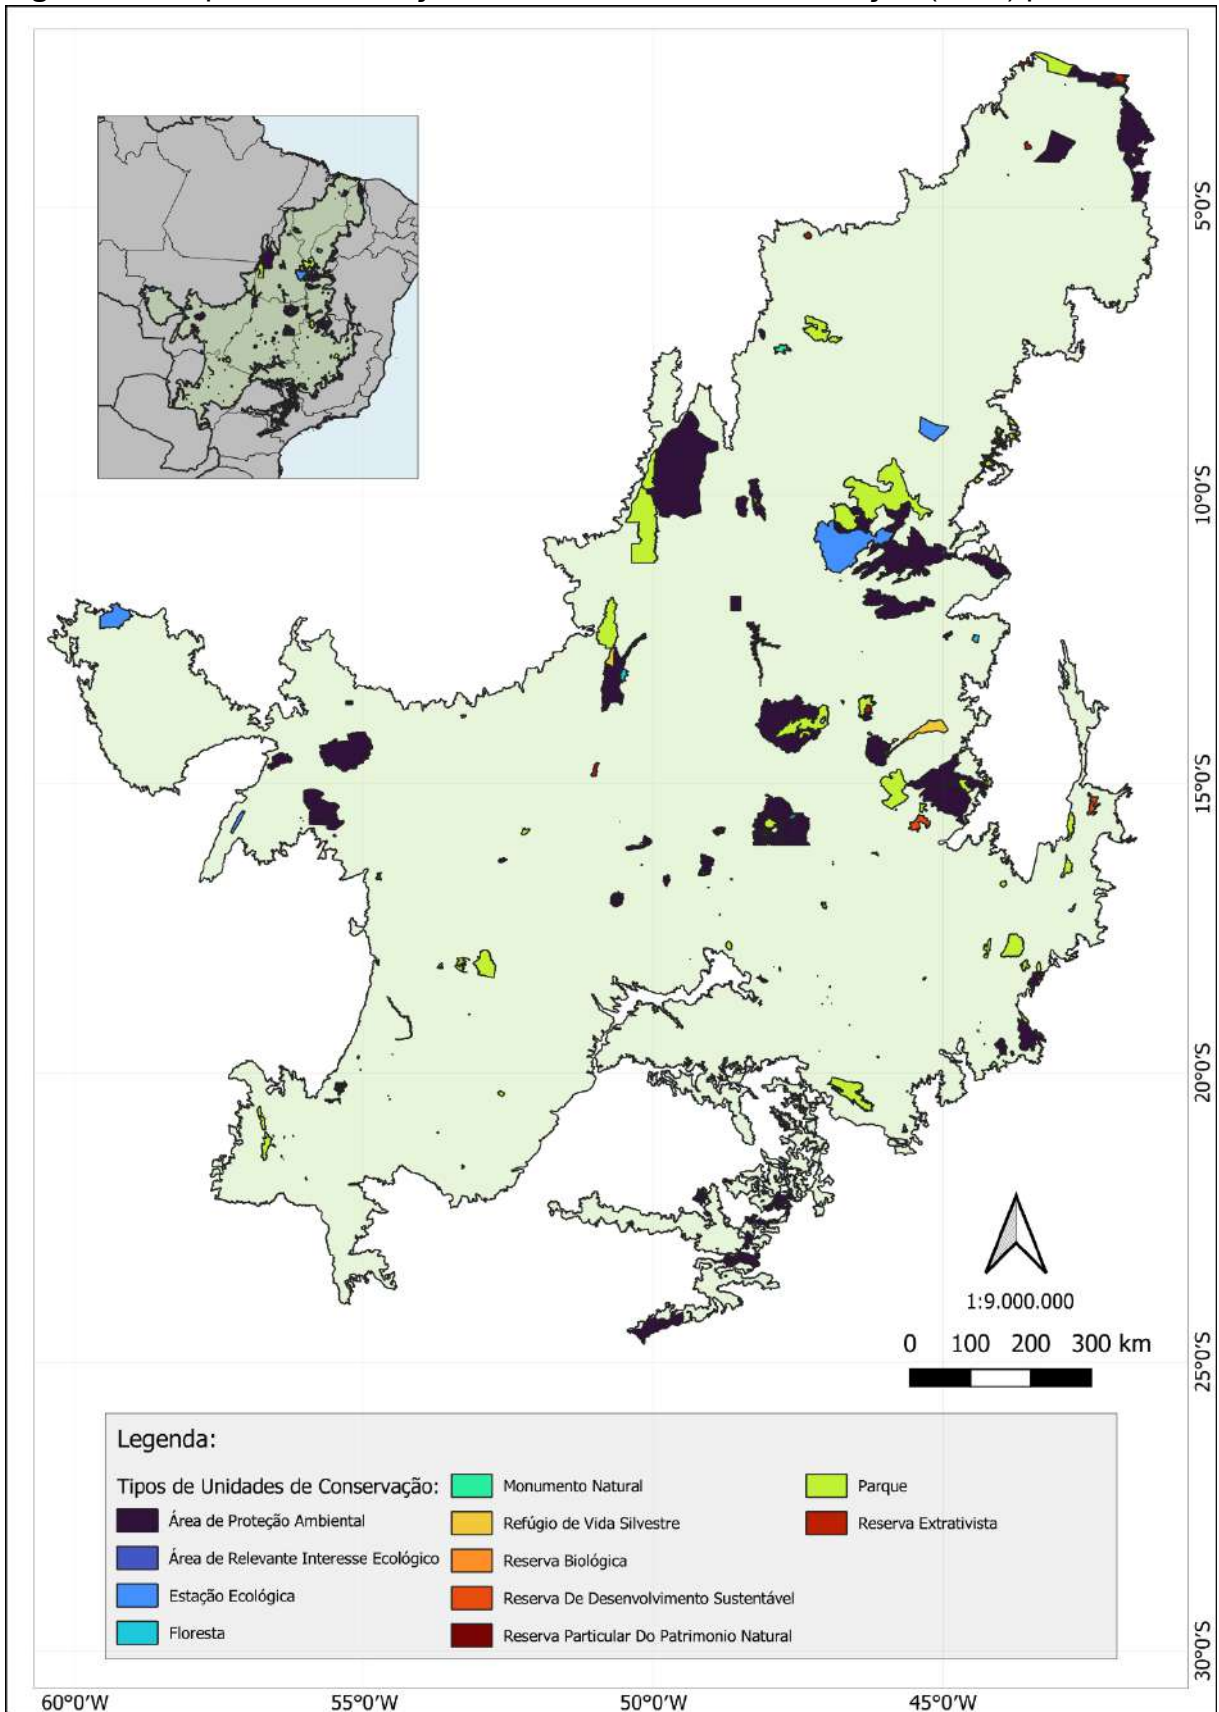 5°0'S
10°0'S
15°0'S
20°0'S
25°0'S
30°0'S
1:9.000.000
0 100 200 300 km
Legenda:
Tipos de Unidades de Conservação:
Área de Proteção Ambiental
Área de Relevante Interesse Ecológico
Estação Ecológica
Floresta
Monumento Natural
Refúgio de Vida Silvestre
Reserva Biológica
Reserva De Desenvolvimento Sustentável
Reserva Particular Do Patrimonio Natural
Parque
Reserva Extrativista
60°0'W 55°0'W 50°0'W 45°0'W